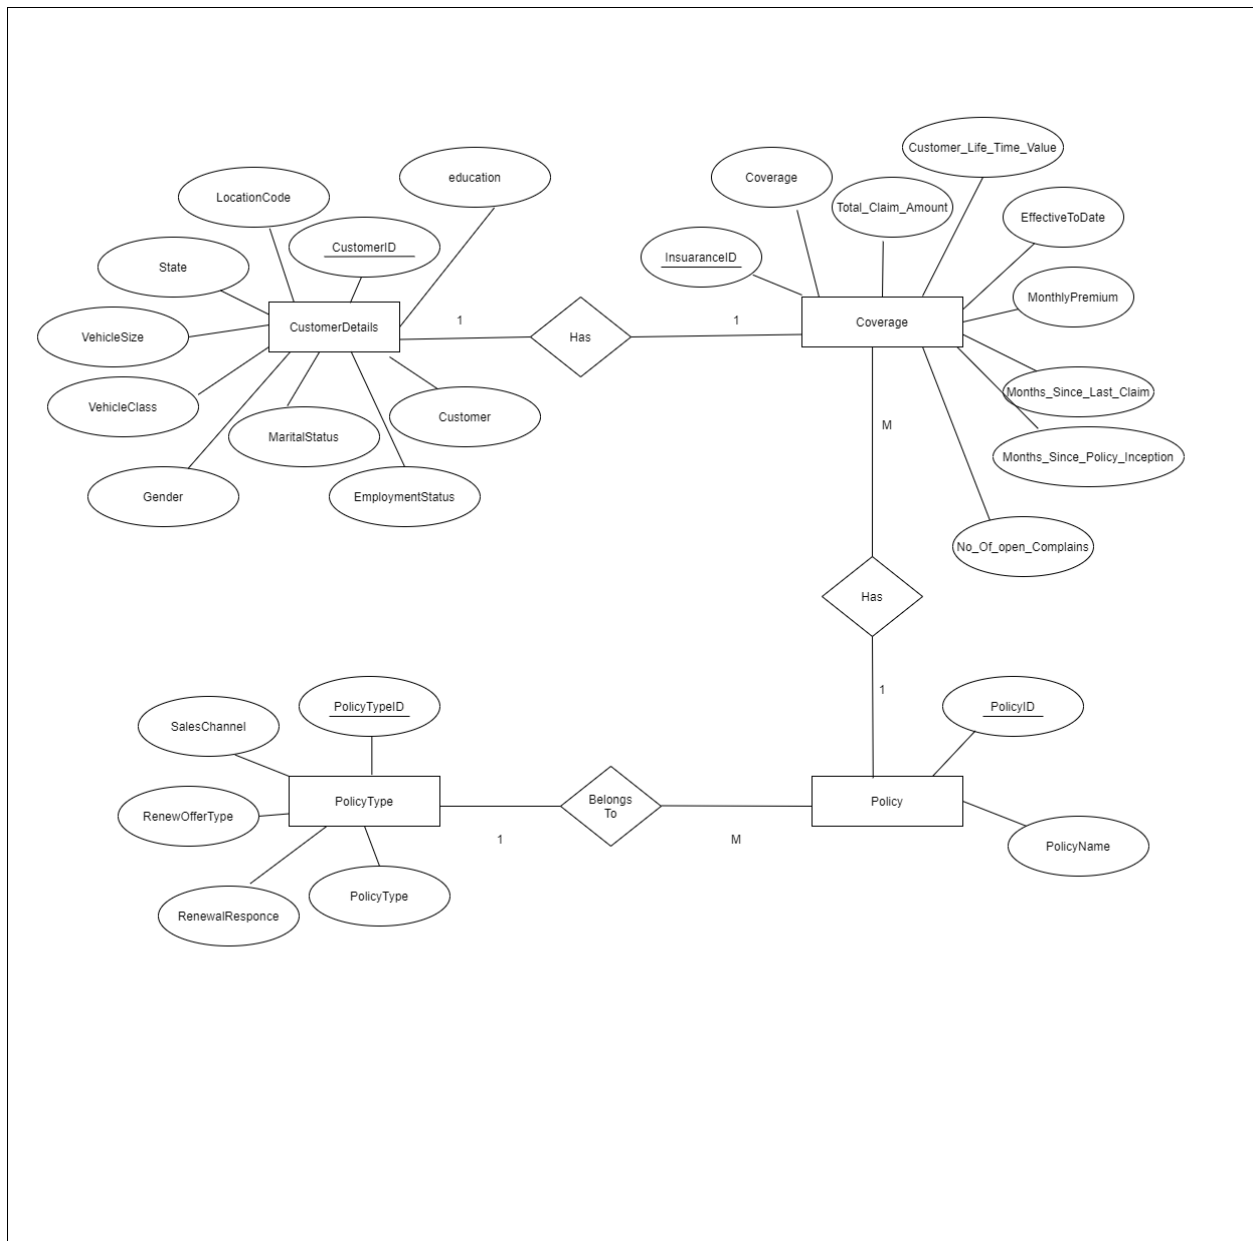 Customer_Life_Time_Value
education
Coverage
LocationCode
Total_Claim_Amount
EffectiveToDate
CustomerID
InsuaranceID
State
MonthlyPremium
CustomerDetails
1
Has
1
Coverage
VehicleSize
VehicleClass
Months_Since_Last_Claim
Customer
MaritalStatus
M
Months_Since_Policy_Inception
Gender
EmploymentStatus
No_Of_open_Complains
Has
1
PolicyTypeID
PolicyID
SalesChannel
PolicyType
Belongs
To
Policy
RenewOfferType
1
M
PolicyName
PolicyType
RenewalResponce